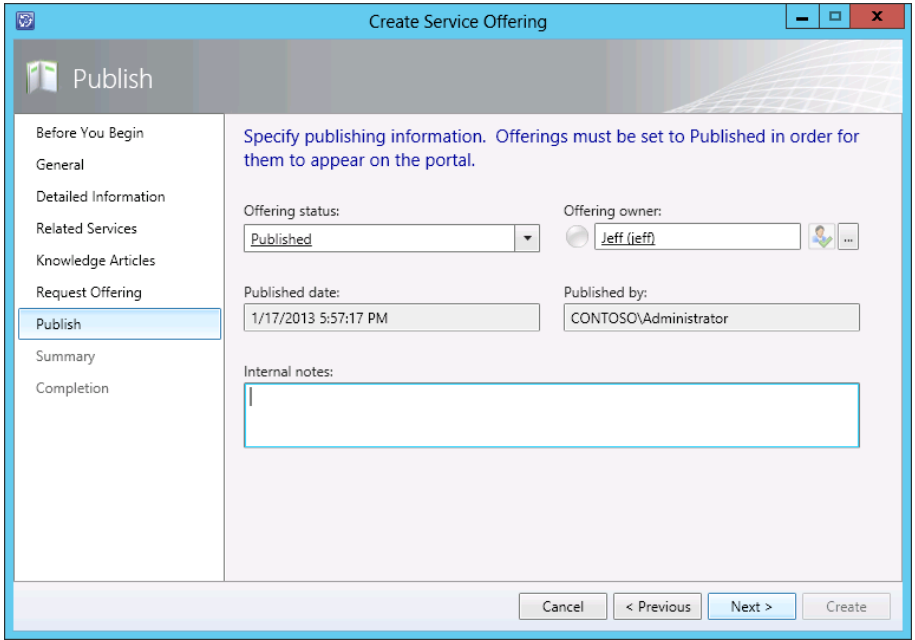 Create Service Offering
Publish
Before You Begin
General
Detailed Information
Related Services
Knowledge Articles
Request Offering
Publish
Summary
Completion
Specify publishing information.  Offerings must be set to Published in order for
them to appear on the portal.
Offering status:
Offering owner:
Published
Jeff (jeff)
...
Published date:
Published by:
1/17/2013 5:57:17 PM
CONTOSO\Administrator
Internal notes:
Cancel
< Previous
Next >
Create